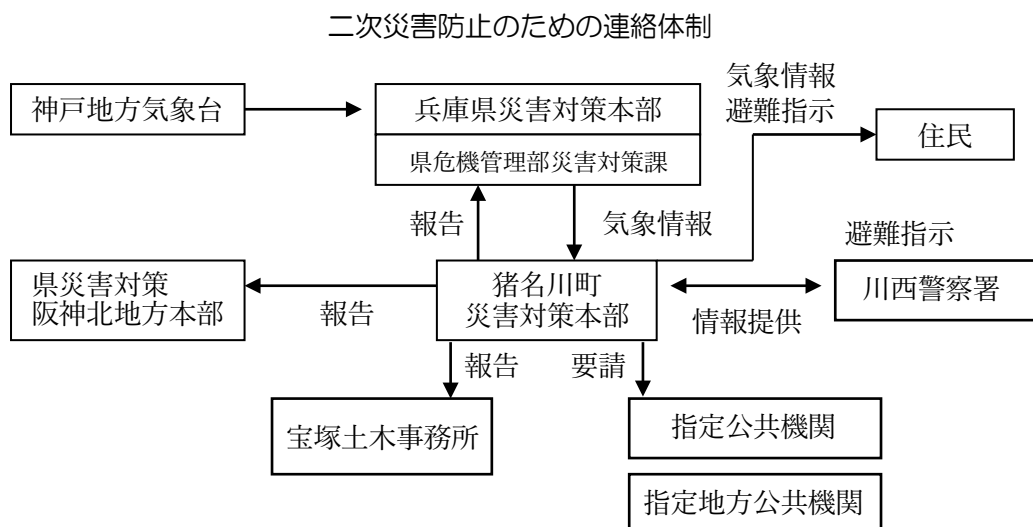 二次災害防止のための連絡体制
神戸地方気象台
兵庫県災害対策本部
県危機管理部災害対策課
気象情報
避難指示
住民
報告
気象情報
避難指示
県災害対策
阪神北地方本部
報告
猪名川町
災害対策本部
情報提供
川西警察署
報告
要請
宝塚土木事務所
指定公共機関
指定地方公共機関